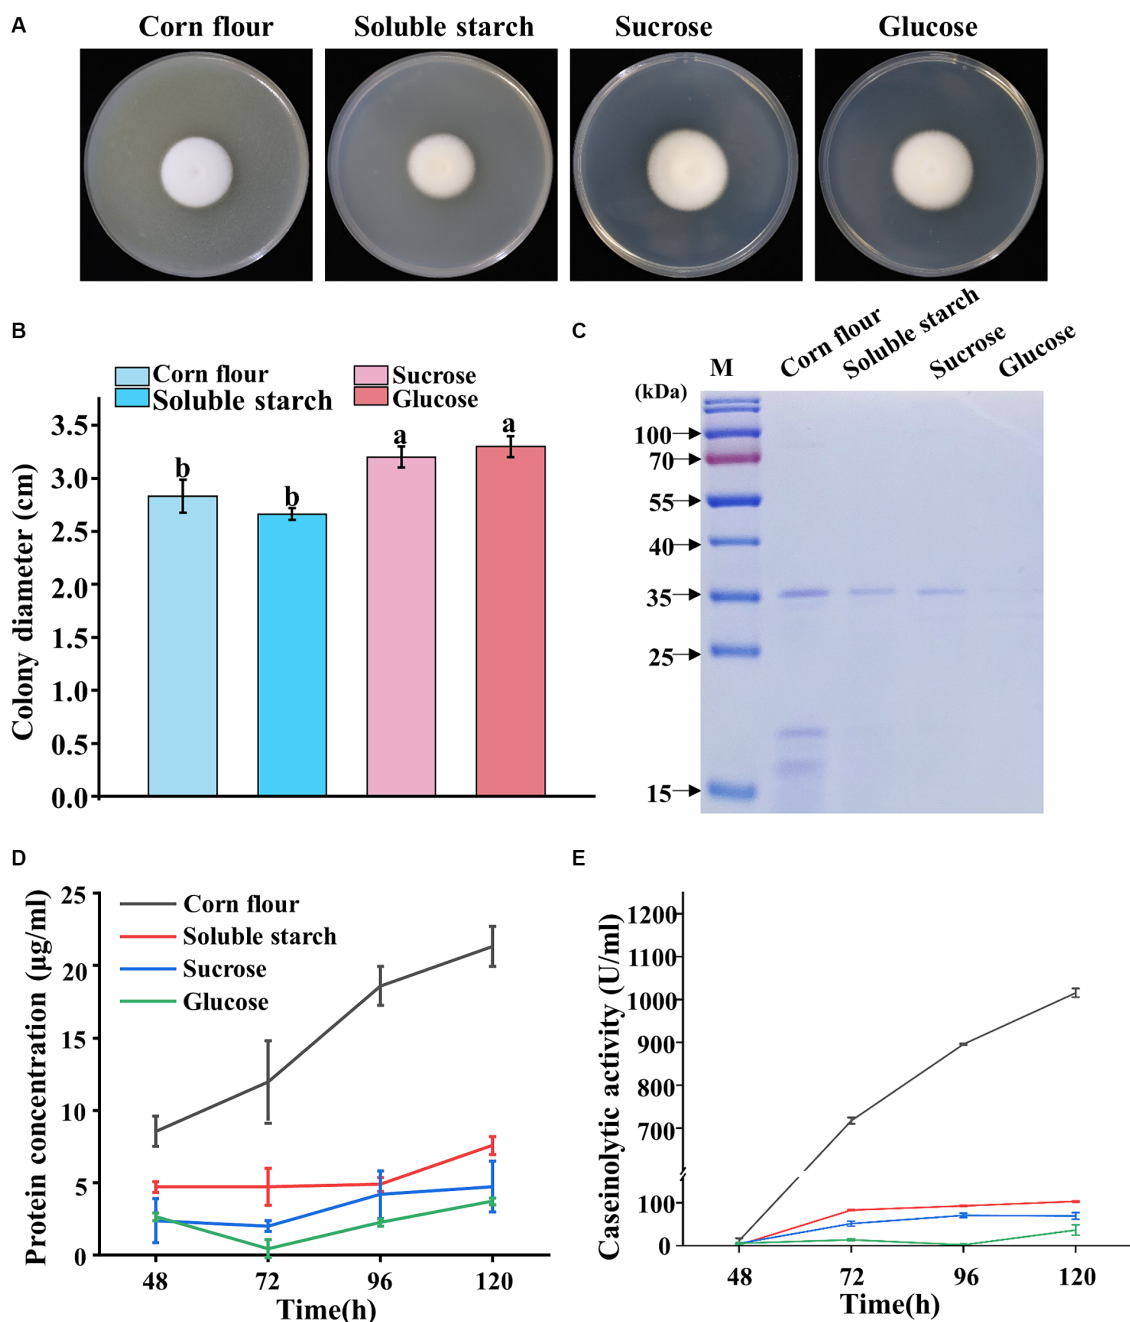 A
Corn flour Soluble starch Sucrose Glucose
B
Corn flour Sucrose
Soluble starch Glucose
Colony diameter (cm)
3.5
3.0
2.5
2.0
1.5
1.0
0.5
0.0
b b a a
C
M Corn flour Soluble starch Sucrose Glucose
(kDa)
100
70
55
40
35
25
15
D
Protein concentration (μg/ml)
25
20
15
10
5
0
Corn flour
Soluble starch
Sucrose
Glucose
48 72 96 120
Time(h)
E
Caseinolytic activity (U/ml)
1200
1100
1000
900
800
700
100
0
48 72 96 120
Time(h)